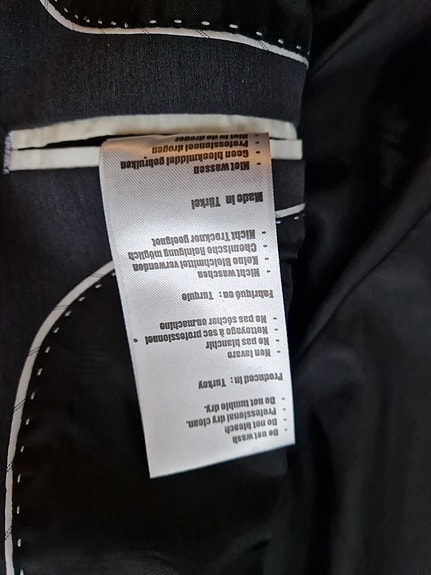 - Do not wash
- Do not bleach
- Professional dry clean.
- Do not tumble dry.
Produced in : Turkey
- Non lavare
- Ne pas blanchir
- Nettoyage à sec professionnel
- Ne pas sécher en machine
Fabriqué en : Turquie
- Nicht waschen
- Keine Bleichmittel verwenden
- Chemische Reinigung möglich
- Nicht Trockner geeignet
Made in Türkei
- Niet wassen
- Geen bleekmiddel gebruiken
- Professioneel drogen
- Niet in de droger